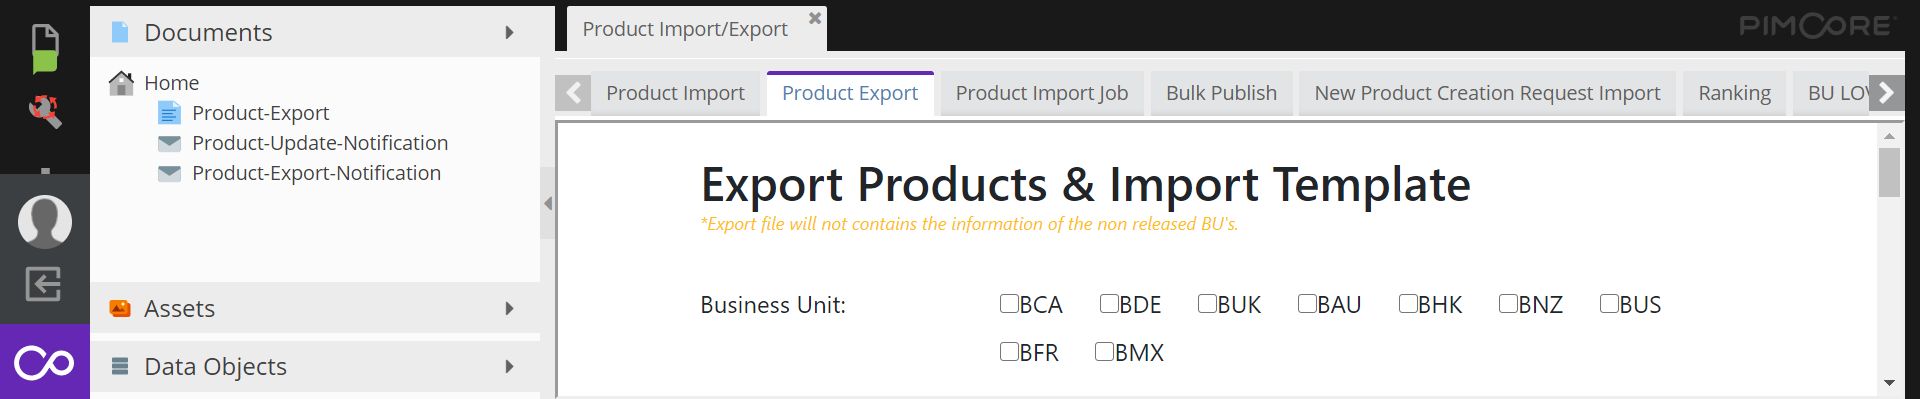 Documents
Home
Product-Export
Product-Update-Notification
Product-Export-Notification
Assets
Data Objects
Product Import/Export
PIMCORE
Product Import Product Export Product Import Job Bulk Publish New Product Creation Request Import Ranking BU LOV
Export Products & Import Template
*Export file will not contains the information of the non released BU's.
Business Unit: BCA BDE BUK BAU BHK BNZ BUS
BFR BMX